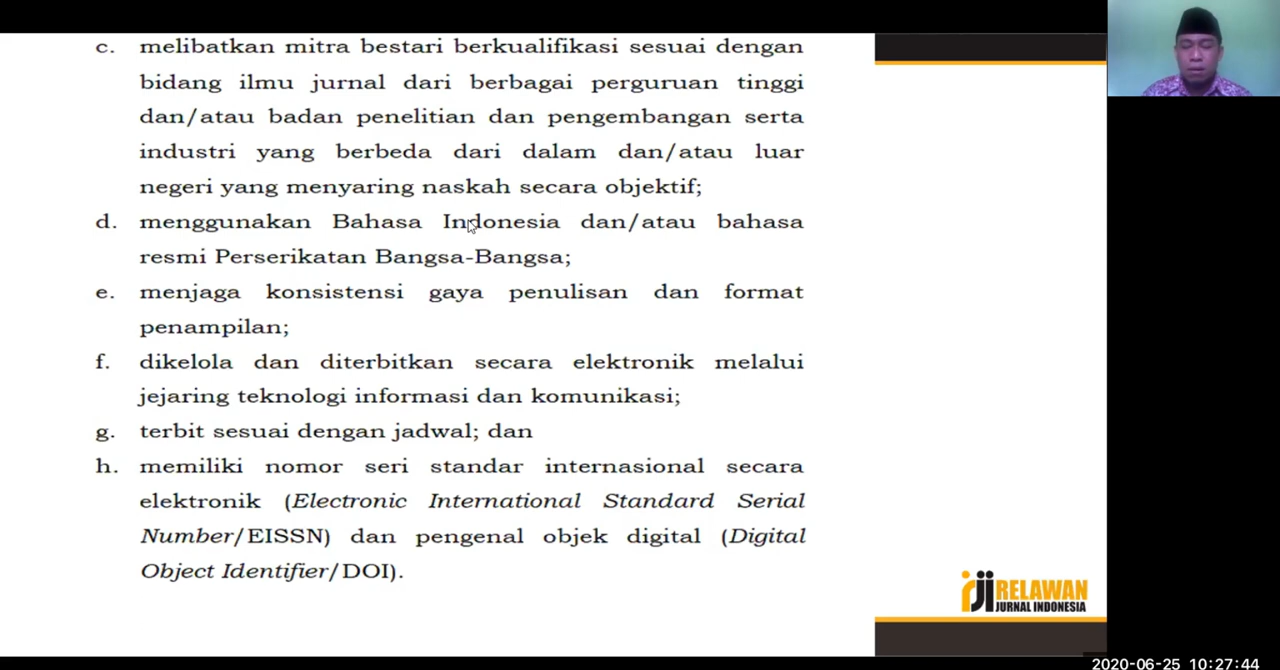 c. melibatkan mitra bestari berkualifikasi sesuai dengan
bidang ilmu jurnal dari berbagai perguruan tinggi
dan/atau badan penelitian dan pengembangan serta
industri yang berbeda dari dalam dan/atau luar
negeri yang menyaring naskah secara objektif;
d. menggunakan Bahasa Indonesia dan/atau bahasa
resmi Perserikatan Bangsa-Bangsa;
e. menjaga konsistensi gaya penulisan dan format
penampilan;
f. dikelola dan diterbitkan secara elektronik melalui
jejaring teknologi informasi dan komunikasi;
g. terbit sesuai dengan jadwal; dan
h. memiliki nomor seri standar internasional secara
elektronik (Electronic International Standard Serial
Number/EISSN) dan pengenal objek digital (Digital
Object Identifier/DOI).
rji RELAWAN
JURNAL INDONESIA
2020-06-25 10:27:44